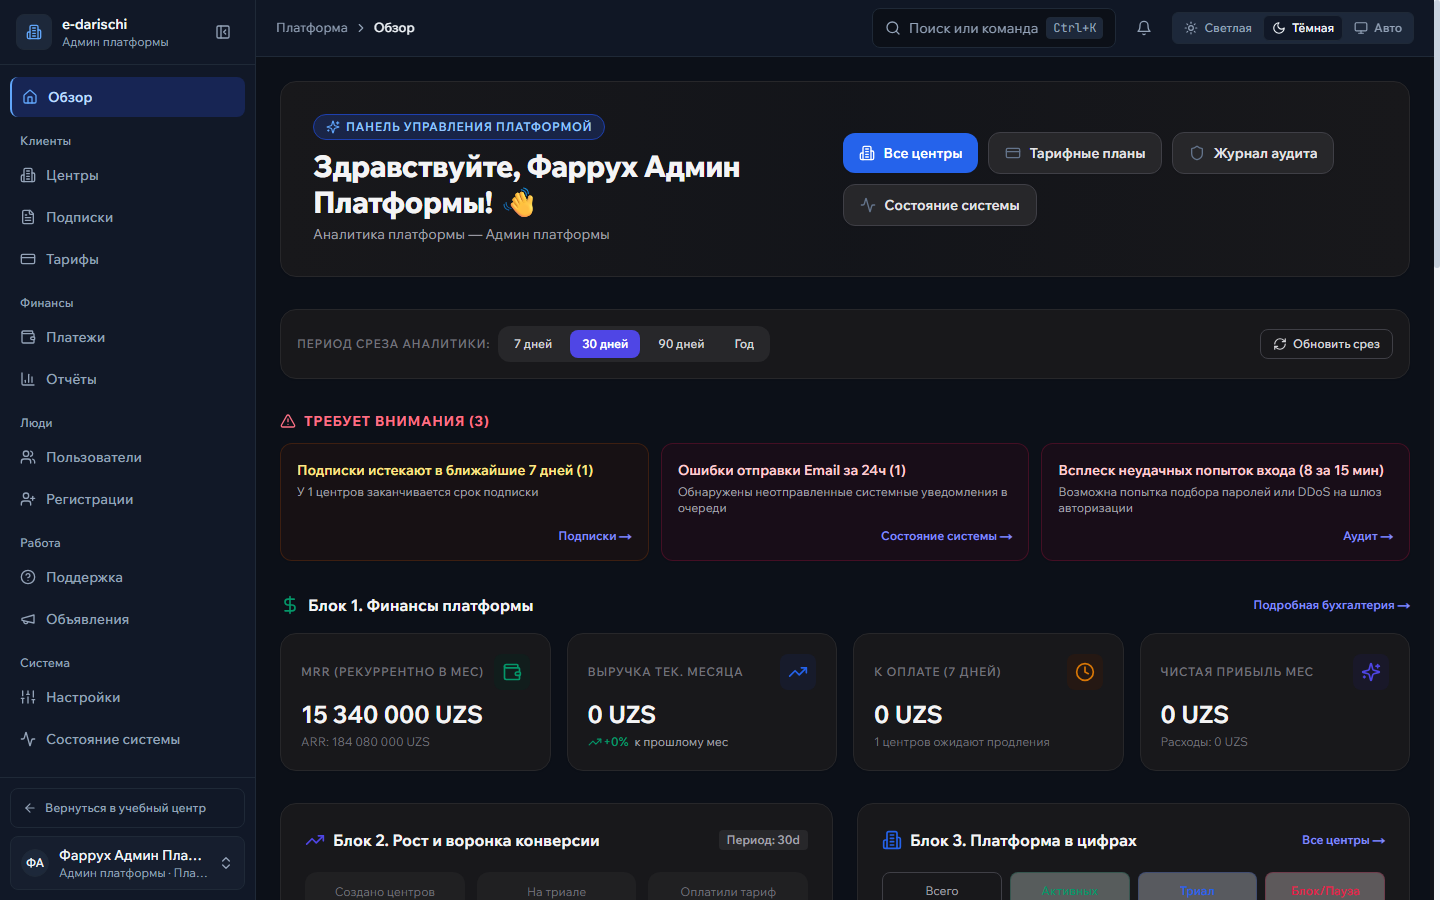 e-darischi
Админ платформы
Обзор
Клиенты
Центры
Подписки
Тарифы
Финансы
Платежи
Отчёты
Люди
Пользователи
Регистрации
Работа
Поддержка
Объявления
Система
Настройки
Состояние системы
Вернуться в учебный центр
ФА
Фаррух Админ Пла...
Админ платформы · Пла...
Платформа > Обзор
Поиск или команда Ctrl+K
Светлая Тёмная Авто
ПАНЕЛЬ УПРАВЛЕНИЯ ПЛАТФОРМОЙ
Здравствуйте, Фаррух Админ
Платформы! 👋
Аналитика платформы — Админ платформы
Все центры
Тарифные планы
Журнал аудита
Состояние системы
ПЕРИОД СРЕЗА АНАЛИТИКИ: 7 дней 30 дней 90 дней Год
Обновить срез
ТРЕБУЕТ ВНИМАНИЯ (3)
Подписки истекают в ближайшие 7 дней (1)
У 1 центров заканчивается срок подписки
Подписки →
Ошибки отправки Email за 24ч (1)
Обнаружены неотправленные системные уведомления в
очереди
Состояние системы →
Всплеск неудачных попыток входа (8 за 15 мин)
Возможна попытка подбора паролей или DDoS на шлюз
авторизации
Аудит →
Блок 1. Финансы платформы
Подробная бухгалтерия →
MRR (РЕКУРРЕНТНО В МЕС)
15 340 000 UZS
ARR: 184 080 000 UZS
ВЫРУЧКА ТЕК. МЕСЯЦА
0 UZS
+0% к прошлому мес
К ОПЛАТЕ (7 ДНЕЙ)
0 UZS
1 центров ожидают продления
ЧИСТАЯ ПРИБЫЛЬ МЕС
0 UZS
Расходы: 0 UZS
Блок 2. Рост и воронка конверсии
Период: 30d
Создано центров
На триале
Оплатили тариф
Блок 3. Платформа в цифрах
Все центры →
Всего
Активных
Триал
Блок/Пауза